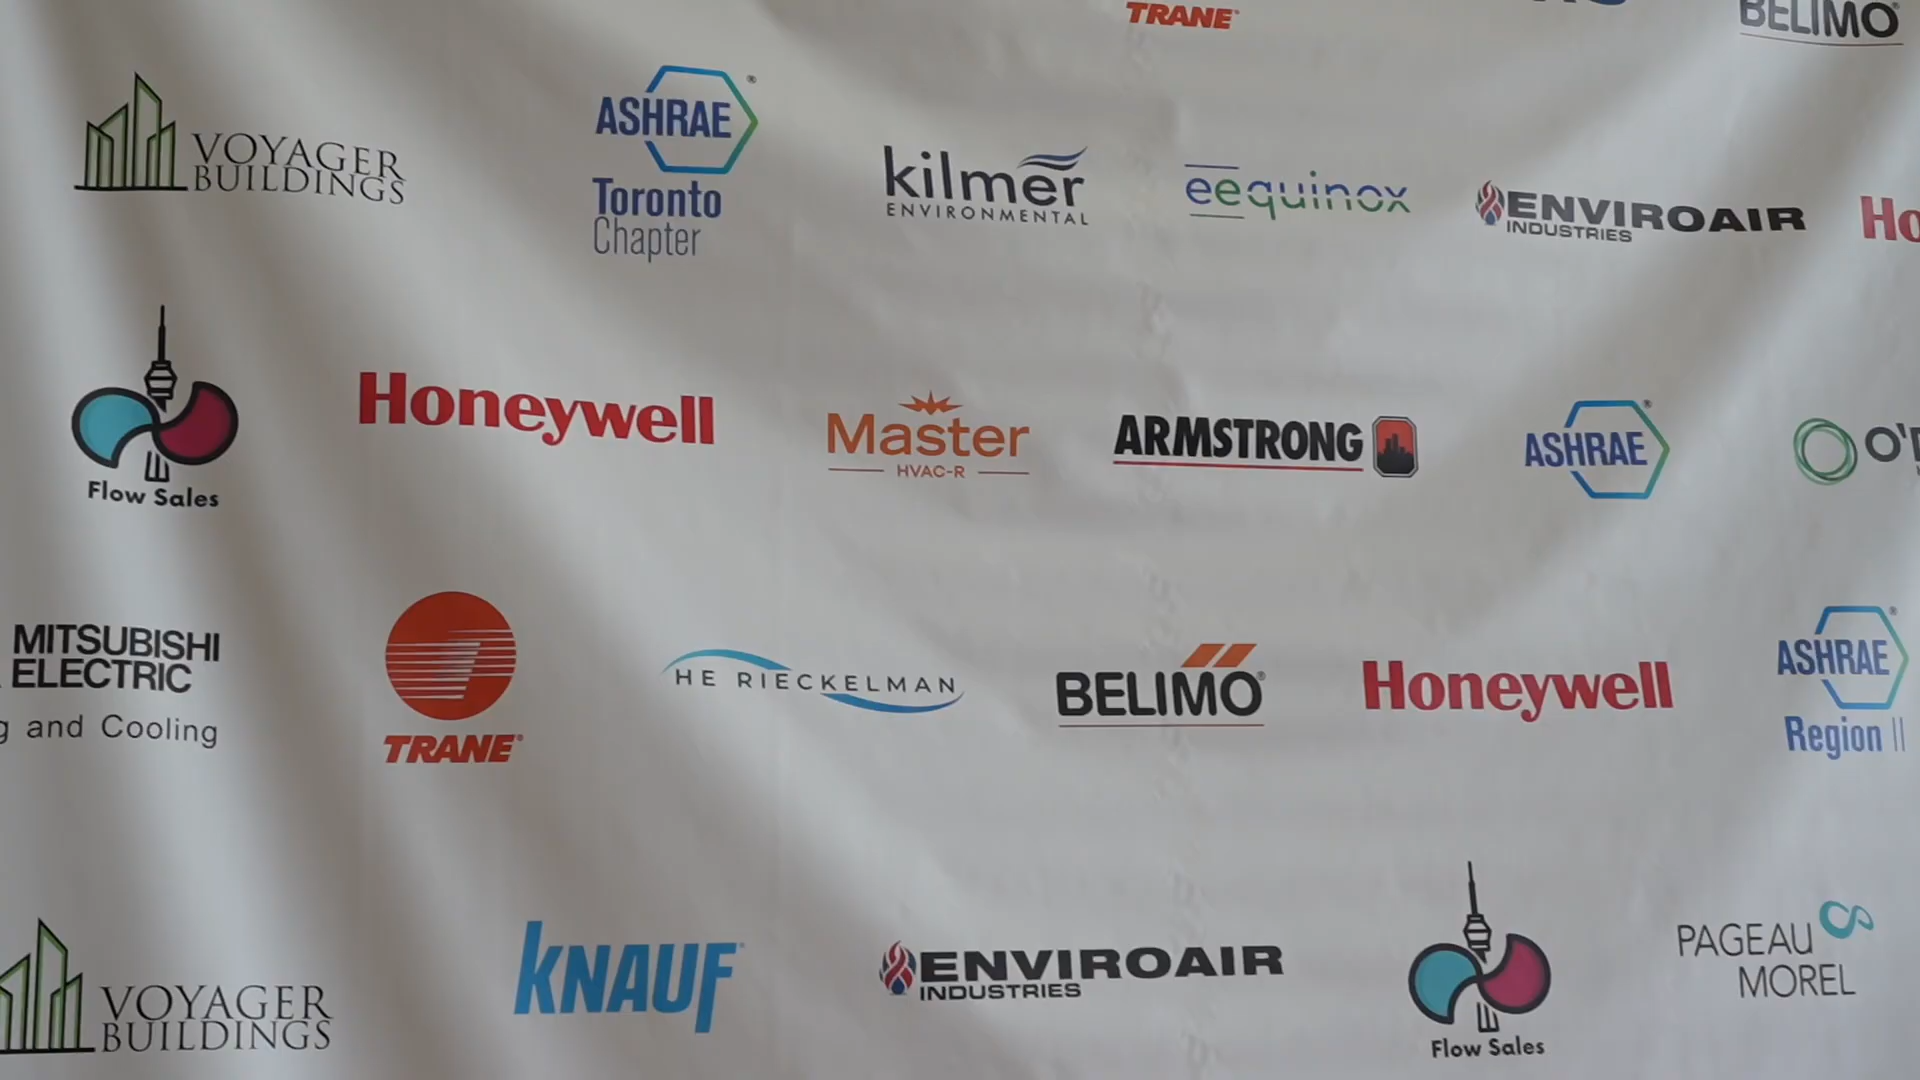 TRANE
BELIMO
VOYAGER
BUILDINGS
ASHRAE
Toronto
Chapter
kilmer
ENVIRONMENTAL
eequinox
ENVIROAIR
INDUSTRIES
Ho
Flow Sales
Honeywell
Master
HVAC-R
ARMSTRONG
ASHRAE
O'
MITSUBISHI
ELECTRIC
g and Cooling
TRANE
HE RIECKELMAN
BELIMO
Honeywell
ASHRAE
Region II
VOYAGER
BUILDINGS
KNAUF
ENVIROAIR
INDUSTRIES
Flow Sales
PAGEAU
MOREL